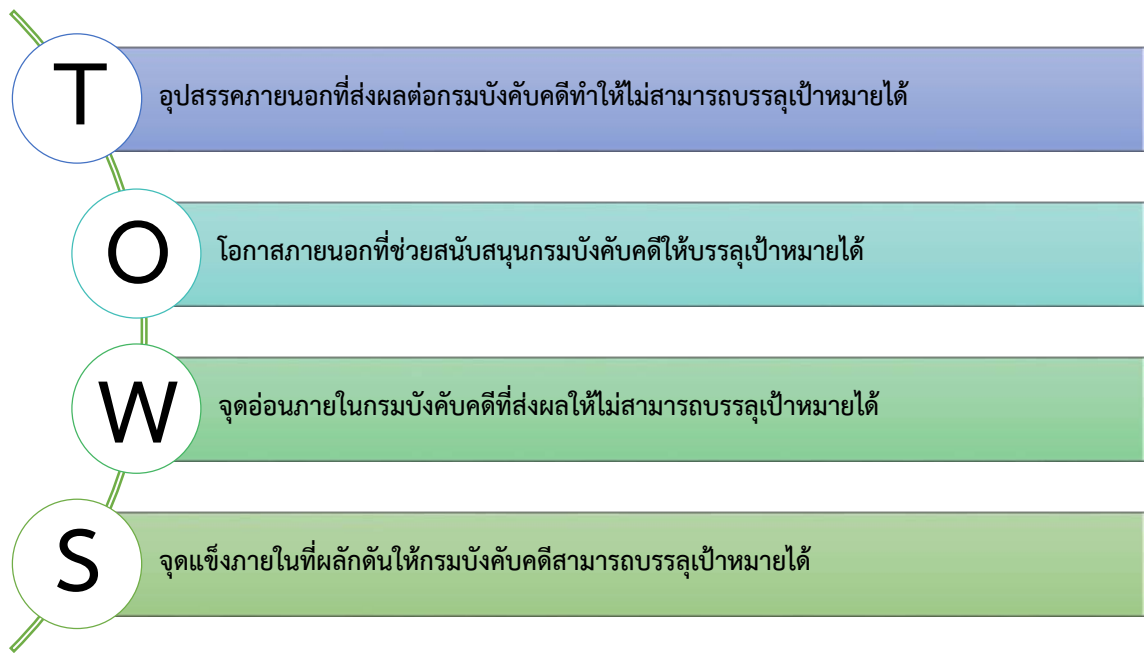 T
อุปสรรคภายนอกที่ส่งผลต่อกรมบังคับคดีทำให้ไม่สามารถบรรลุเป้าหมายได้
O
โอกาสภายนอกที่ช่วยสนับสนุนกรมบังคับคดีให้บรรลุเป้าหมายได้
W
จุดอ่อนภายในกรมบังคับคดีที่ส่งผลให้ไม่สามารถบรรลุเป้าหมายได้
S
จุดแข็งภายในที่ผลักดันให้กรมบังคับคดีสามารถบรรลุเป้าหมายได้